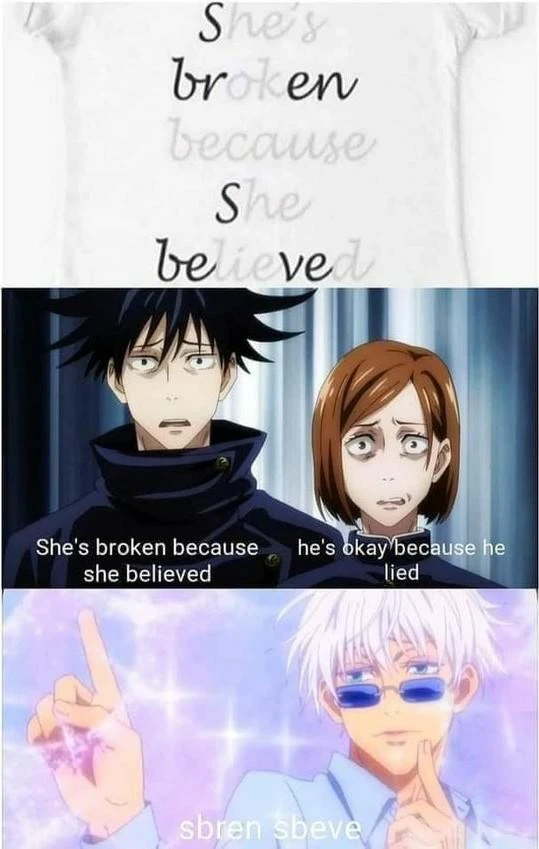 She's
broken
because
She
believed
She's broken because
she believed
he's okay because he
lied
sbren sbeve